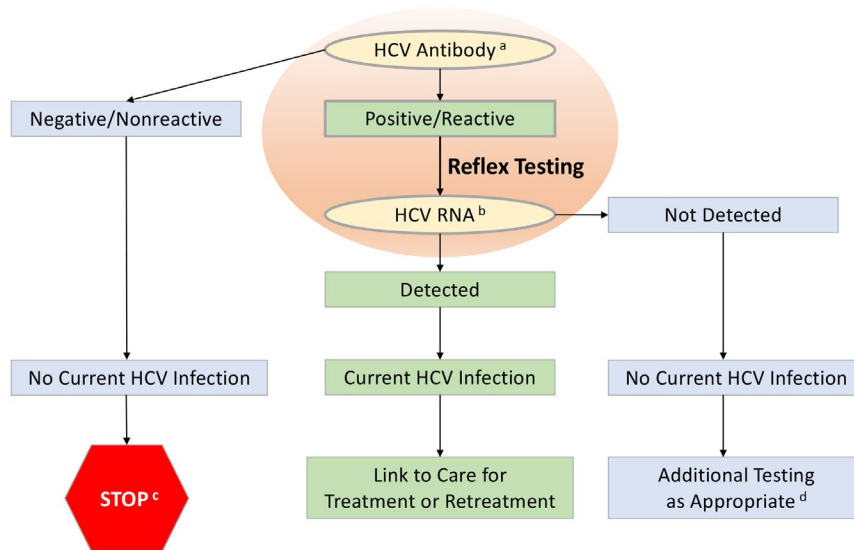 HCV Antibody a
Negative/Nonreactive
Positive/Reactive
Reflex Testing
HCV RNA b
Not Detected
Detected
No Current HCV Infection
Current HCV Infection
No Current HCV Infection
STOP c
Link to Care for
Treatment or Retreatment
Additional Testing
as Appropriate d